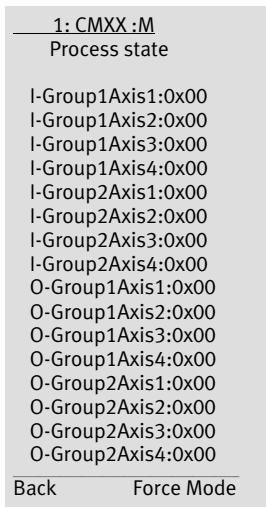 1: CMXX :M
Process state
I-Group1Axis1:0x00
I-Group1Axis2:0x00
I-Group1Axis3:0x00
I-Group1Axis4:0x00
I-Group2Axis1:0x00
I-Group2Axis2:0x00
I-Group2Axis3:0x00
I-Group2Axis4:0x00
O-Group1Axis1:0x00
O-Group1Axis2:0x00
O-Group1Axis3:0x00
O-Group1Axis4:0x00
O-Group2Axis1:0x00
O-Group2Axis2:0x00
O-Group2Axis3:0x00
O-Group2Axis4:0x00
Back Force Mode